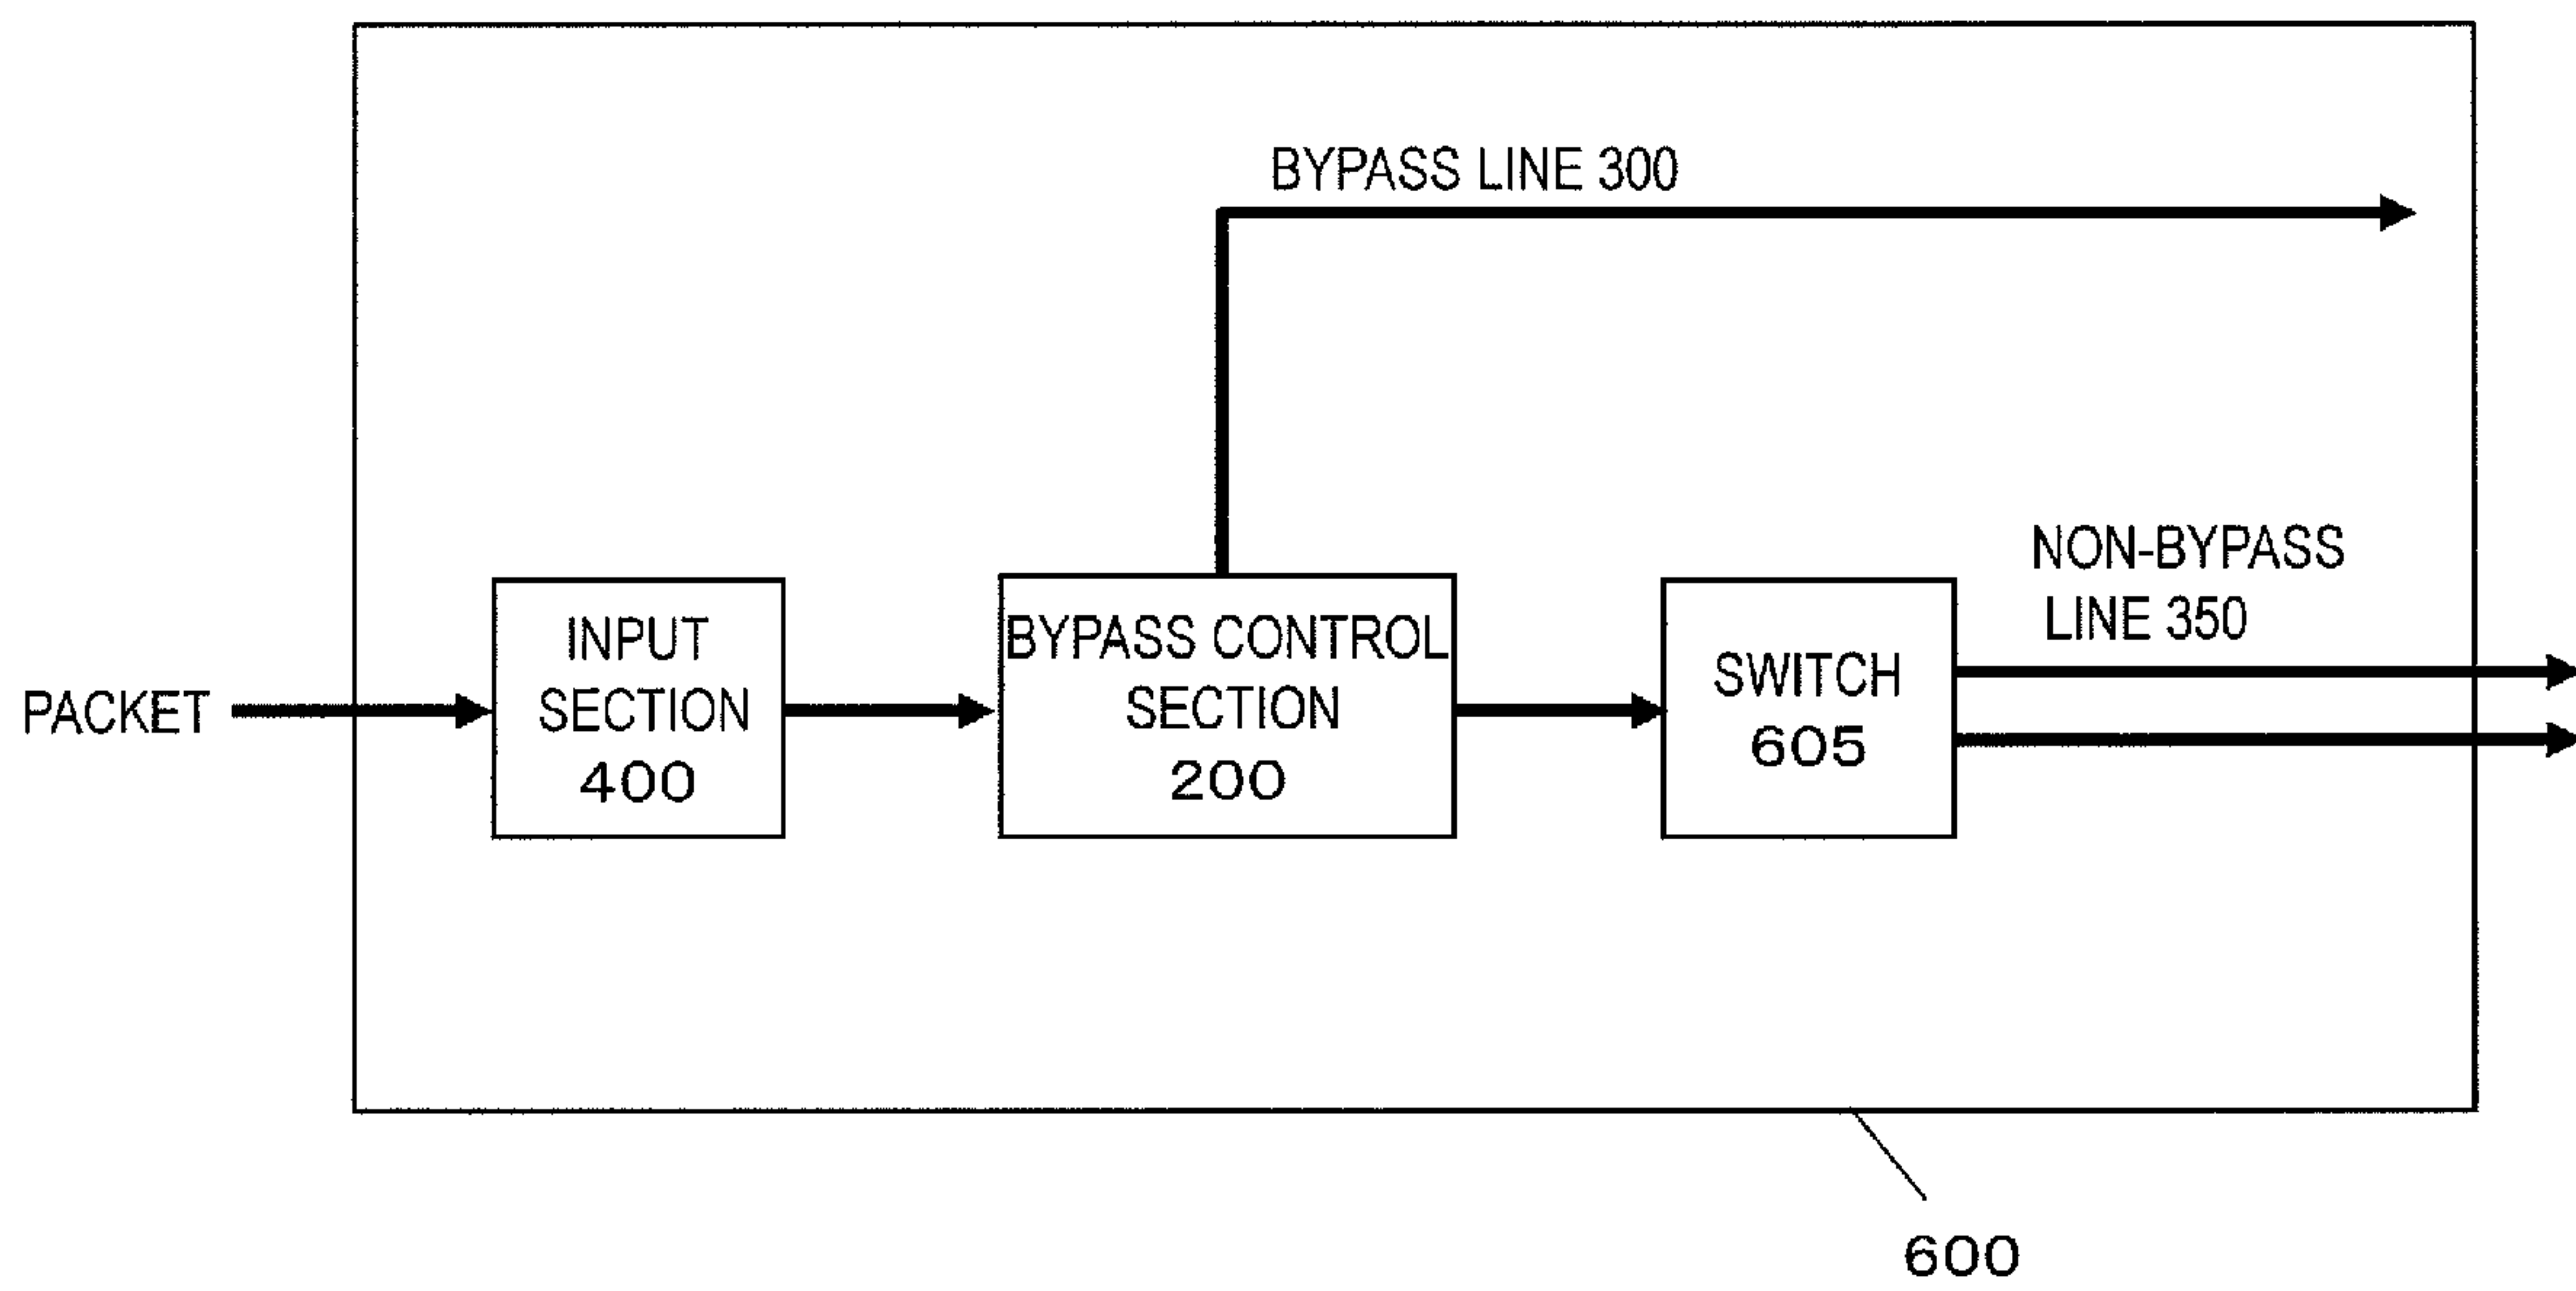 BYPASS LINE 300
NON-BYPASS
LINE 350
PACKET
INPUT
SECTION
400
BYPASS CONTROL
SECTION
200
SWITCH
605
600